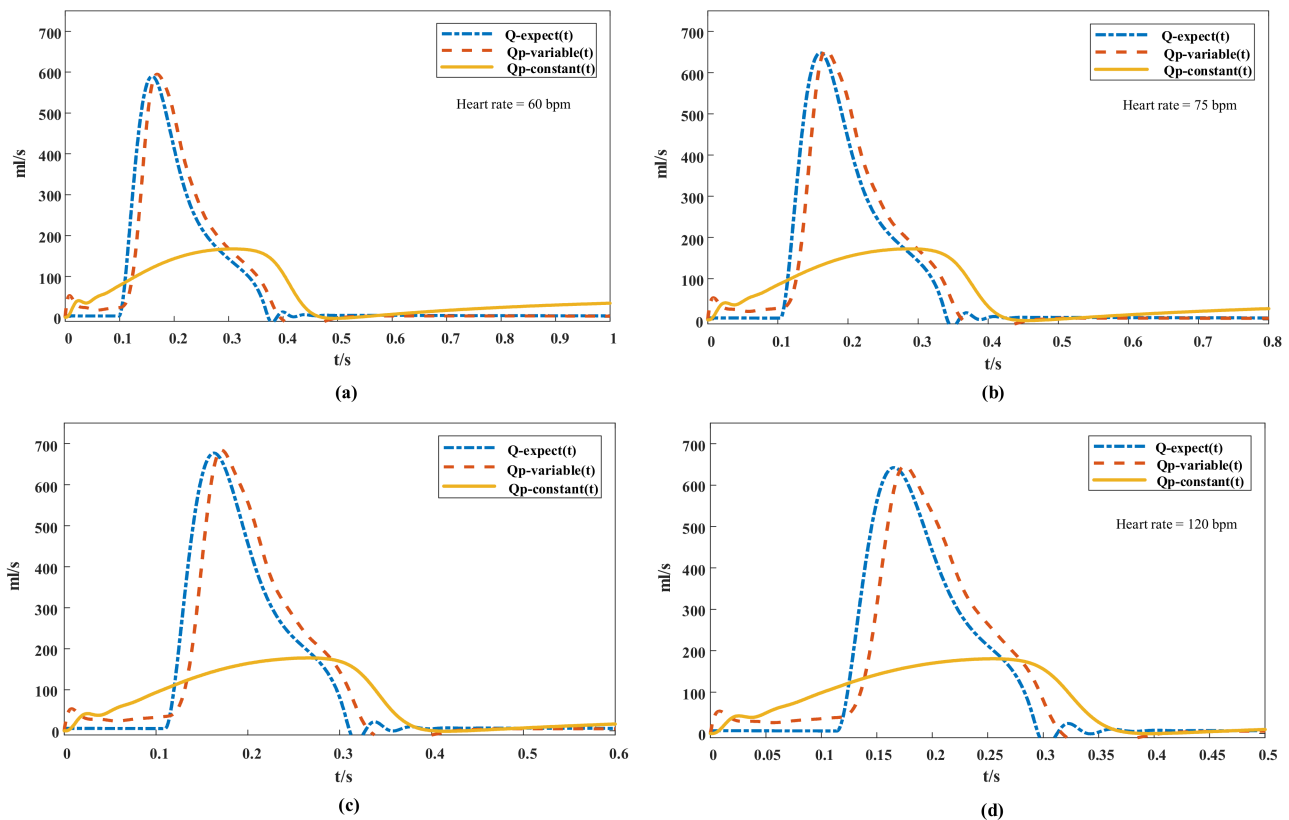 700
600
500
400
300
200
100
0
ml/s
Q-expect(t)
Qp-variable(t)
Qp-constant(t)
Heart rate = 60 bpm
0 0.1 0.2 0.3 0.4 0.5 0.6 0.7 0.8 0.9 1
t/s
(a)
700
600
500
400
300
200
100
0
ml/s
Q-expect(t)
Qp-variable(t)
Qp-constant(t)
Heart rate = 75 bpm
0 0.1 0.2 0.3 0.4 0.5 0.6 0.7 0.8
t/s
(b)
700
600
500
400
300
200
100
0
ml/s
Q-expect(t)
Qp-variable(t)
Qp-constant(t)
0 0.1 0.2 0.3 0.4 0.5 0.6
t/s
(c)
700
600
500
400
300
200
100
0
ml/s
Q-expect(t)
Qp-variable(t)
Qp-constant(t)
Heart rate = 120 bpm
0 0.05 0.1 0.15 0.2 0.25 0.3 0.35 0.4 0.45 0.5
t/s
(d)